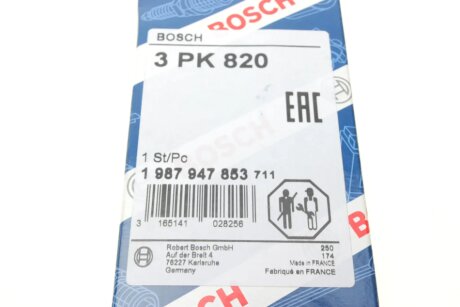 BOSCH
BOSCH
3 PK 820
EAC
1 St/Pc
1 987 947 853 711
3 165141 028256
Robert Bosch GmbH
Auf der Breit 4
76227 Karlsruhe
Germany
250
174
Made in FRANCE
Fabriqué en FRANCE
BOSCH